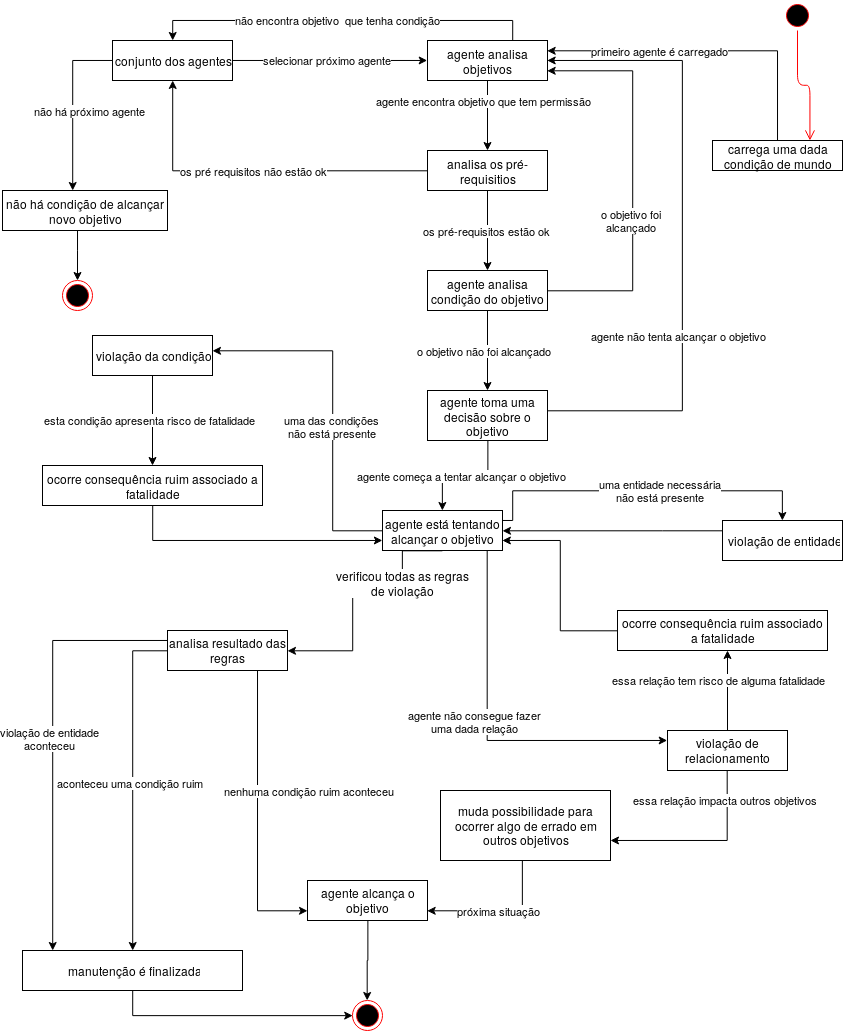 não encontra objetivo que tenha condição
conjunto dos agentes
selecionar próximo agente
agente analisa
objetivos
primeiro agente é carregado
carrega uma dada
condição de mundo
agente encontra objetivo que tem permissão
não há próximo agente
os pré requisitos não estão ok
analisa os pré-
requisitios
não há condição de alcançar
novo objetivo
os pré-requisitos estão ok
o objetivo foi
alcançado
agente analisa
condição do objetivo
agente não tenta alcançar o objetivo
o objetivo não foi alcançado
violação da condição
agente toma uma
decisão sobre o
objetivo
esta condição apresenta risco de fatalidade
uma das condições
não está presente
ocorre consequência ruim associado a
fatalidade
agente começa a tentar alcançar o objetivo
uma entidade necessária
não está presente
agente está tentando
alcançar o objetivo
violação de entidade
verificou todas as regras
de violação
analisa resultado das
regras
ocorre consequência ruim associado
a fatalidade
essa relação tem risco de alguma fatalidade
agente não consegue fazer
uma dada relação
violação de entidade
aconteceu
violação de
relacionamento
aconteceu uma condição ruim
nenhuma condição ruim aconteceu
essa relação impacta outros objetivos
muda possibilidade para
ocorrer algo de errado em
outros objetivos
agente alcança o
objetivo
próxima situação
manutenção é finalizada